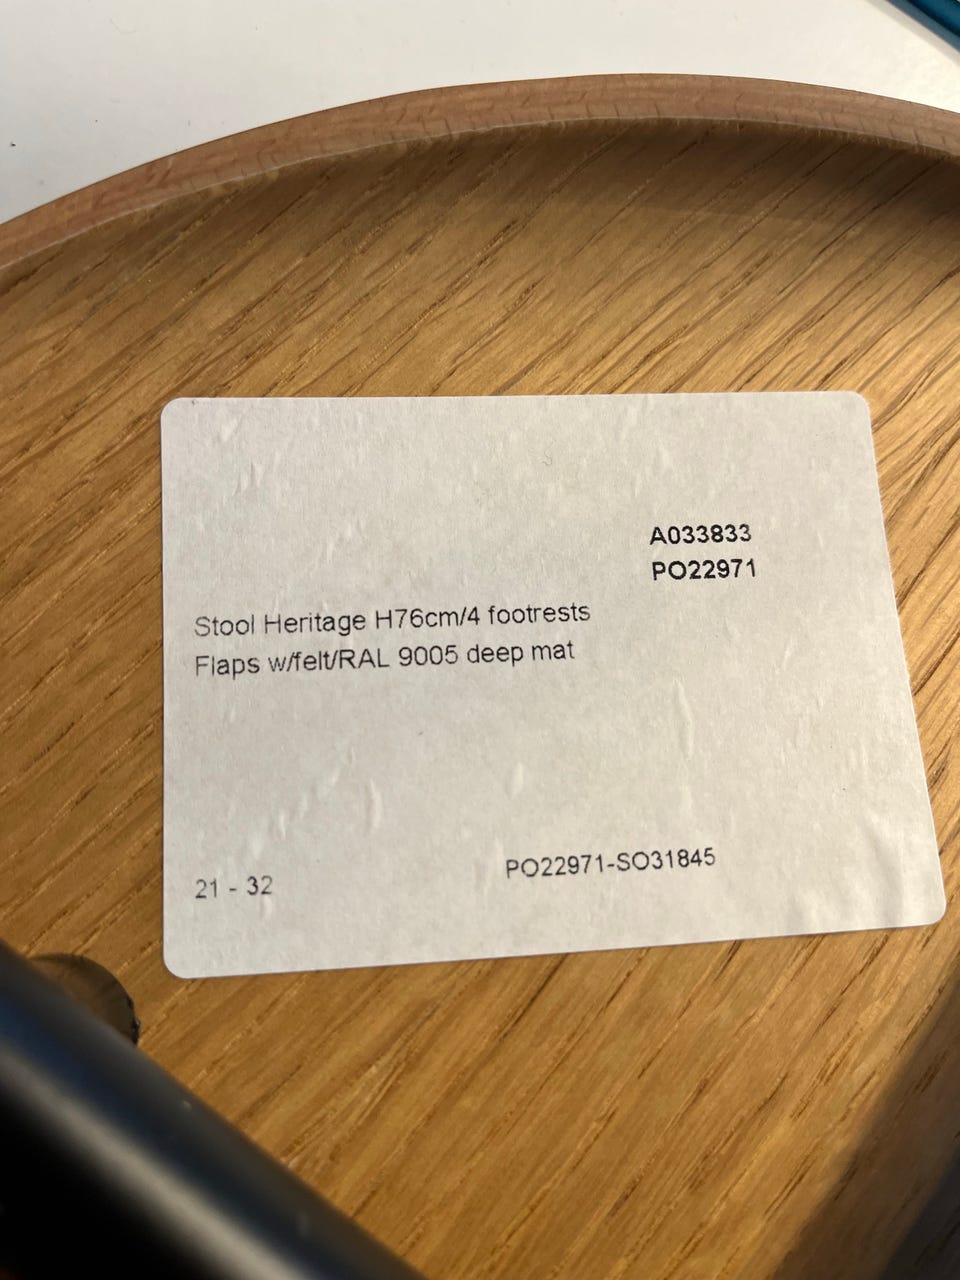 A033833
PO22971
Stool Heritage H76cm/4 footrests
Flaps w/felt/RAL 9005 deep mat
PO22971-SO31845
21 - 32